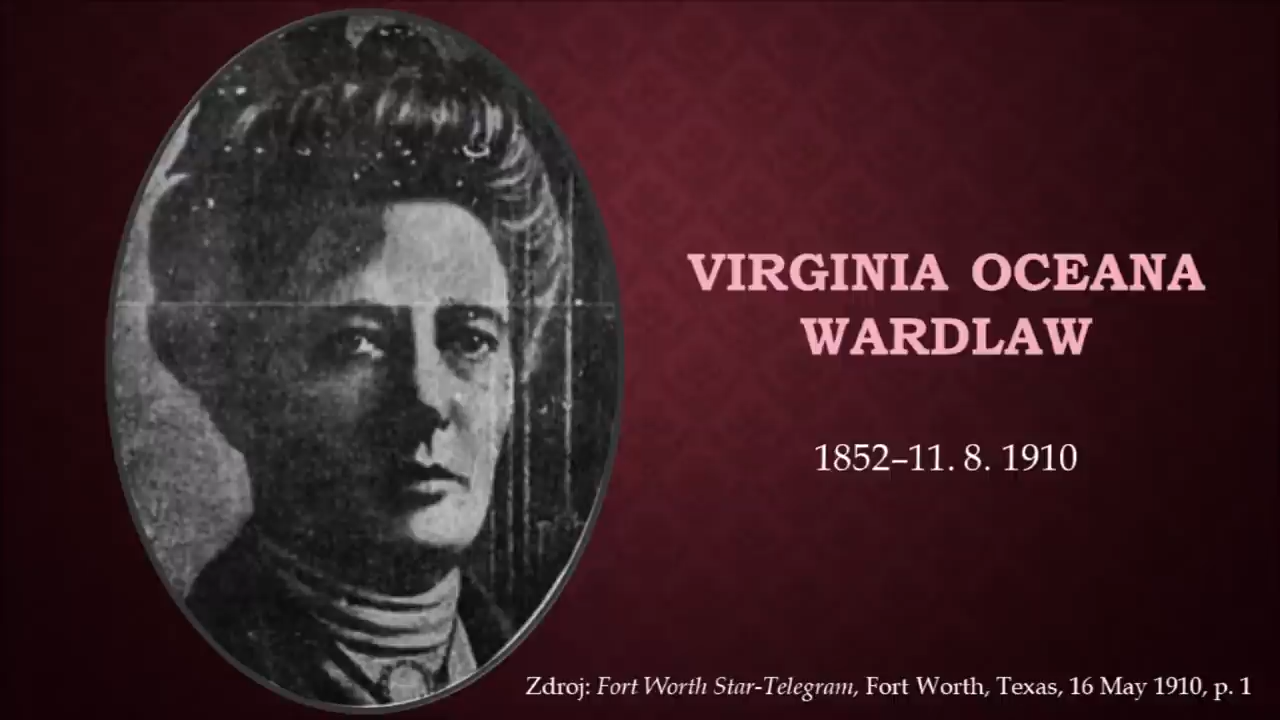 VIRGINIA OCEANA
WARDLAW
1852–11. 8. 1910
Zdroj: Fort Worth Star-Telegram, Fort Worth, Texas, 16 May 1910, p. 1